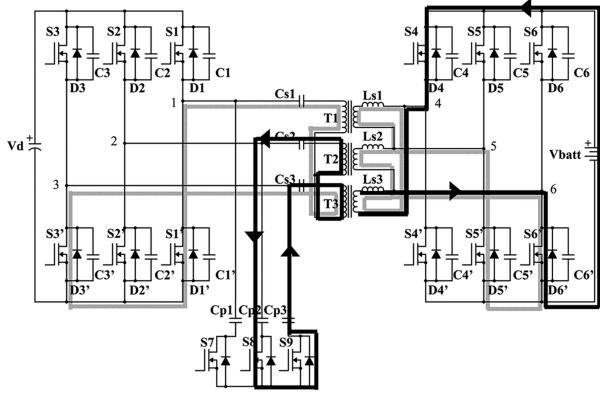 S3 S2 S1 S4 S5 S6
C3 C2 C1 C4 C5 C6
D3 D2 D1 D4 D5 D6
1 Cs1 Ls1 4
T1
Vd + 2 Cs2 Ls2 5 + Vbatt
T2
3 Cs3 Ls3 6
T3
S3' S2' S1' S4' S5' S6'
C3' C2' C1' C4' C5' C6'
D3' D2' D1' D4' D5' D6'
Cp1 Cp2 Cp3
S7 S8 S9